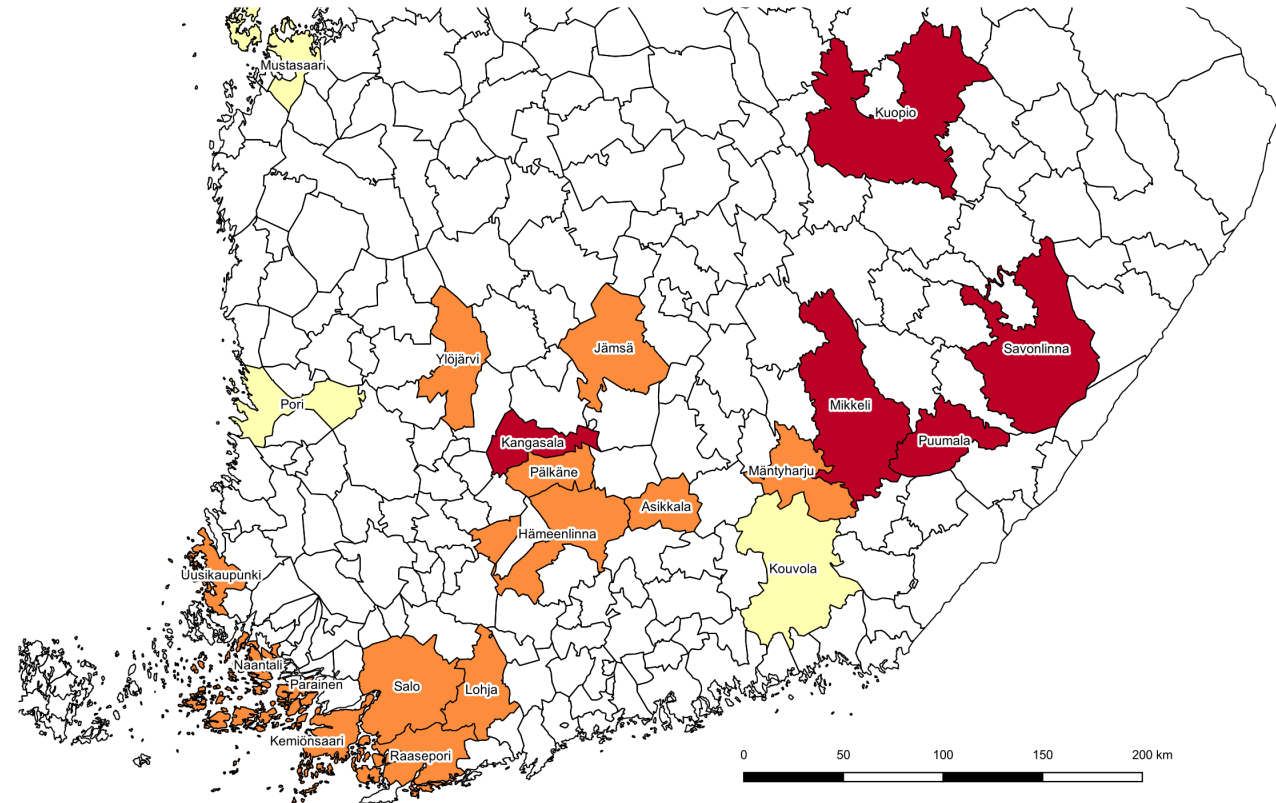 Mustasaari
Kuopio
Ylöjärvi
Jämsä
Savonlinna
Pori
Mikkeli
Kangasala
Puumala
Pälkäne
Mäntyharju
Asikkala
Hämeenlinna
Uusikaupunki
Kouvola
Naantali
Parainen
Salo
Lohja
Kemiönsaari
Raasepori
0 50 100 150 200 km